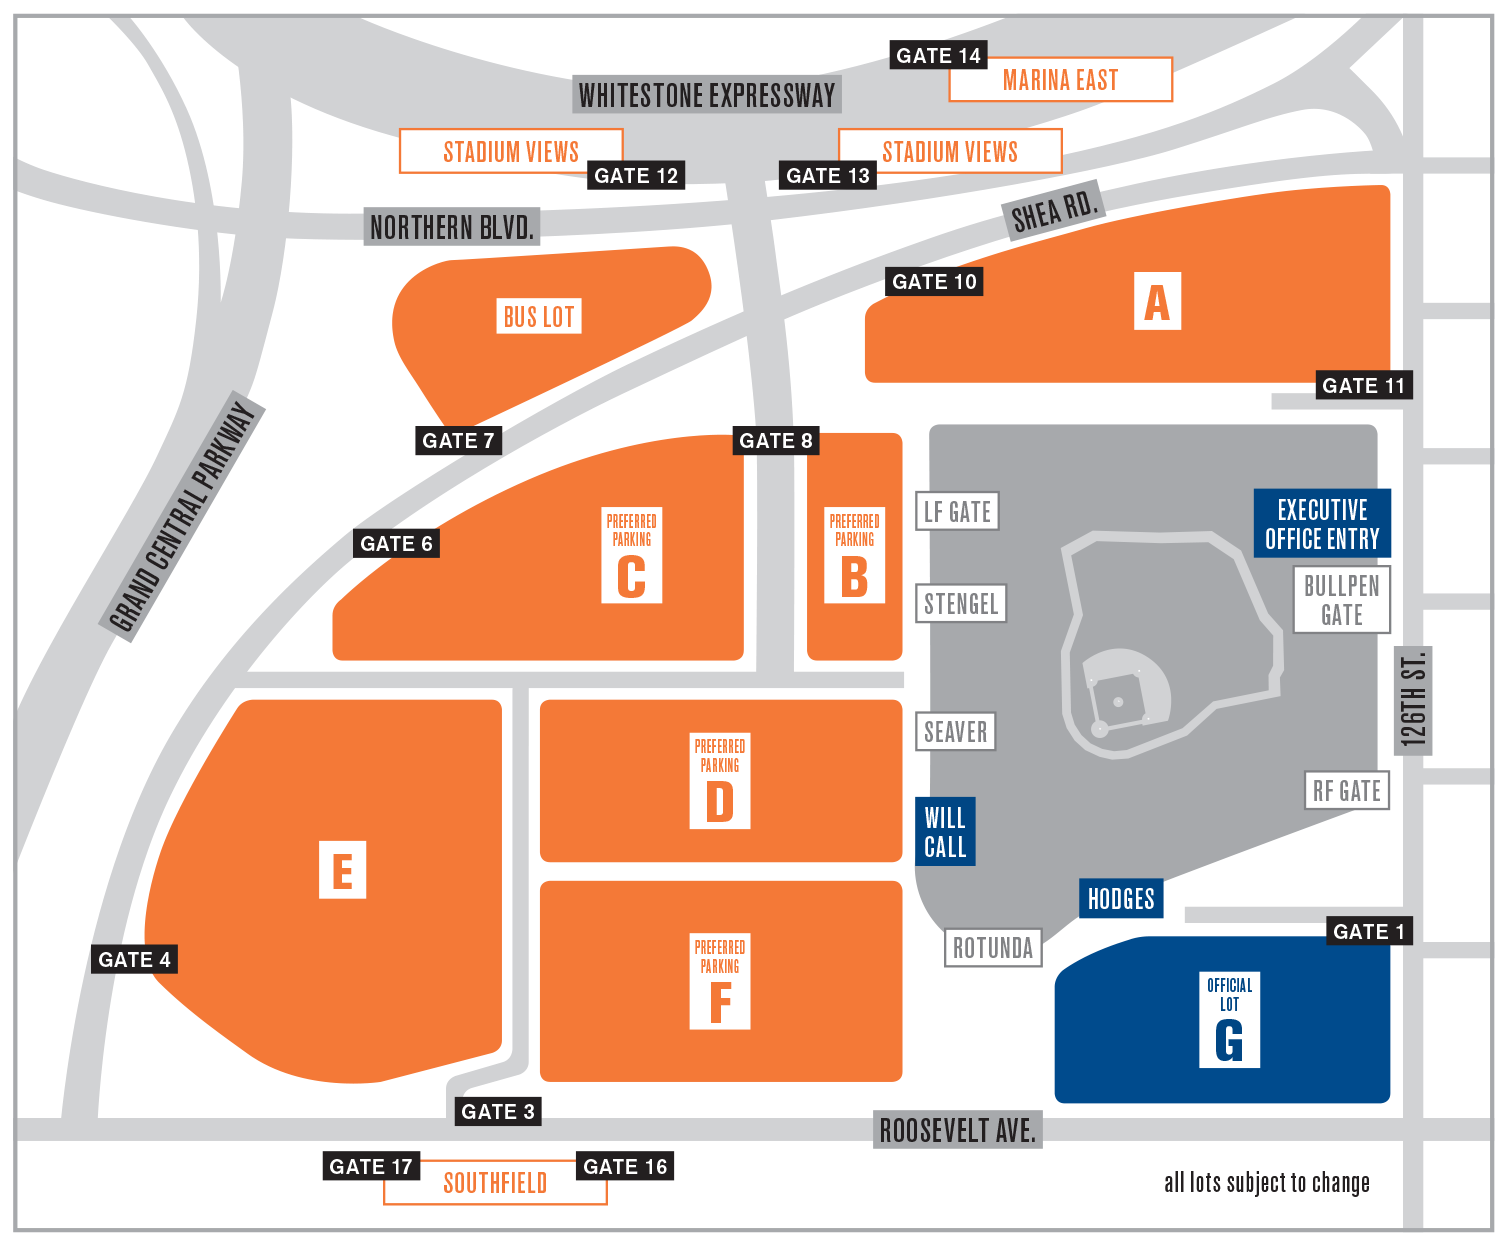 GATE 14
MARINA EAST
WHITESTONE EXPRESSWAY
STADIUM VIEWS
GATE 12
STADIUM VIEWS
GATE 13
NORTHERN BLVD.
SHEA RD.
GATE 10
BUS LOT
A
GATE 11
GATE 7
GATE 8
GRAND CENTRAL PARKWAY
GATE 6
PREFERRED
PARKING
C
PREFERRED
PARKING
B
LF GATE
EXECUTIVE
OFFICE ENTRY
STENGEL
BULLPEN
GATE
126TH ST.
SEAVER
PREFERRED
PARKING
D
RF GATE
WILL
CALL
E
HODGES
GATE 1
ROTUNDA
GATE 4
PREFERRED
PARKING
F
OFFICIAL
LOT
G
GATE 3
ROOSEVELT AVE.
GATE 17
GATE 16
SOUTHFIELD
all lots subject to change